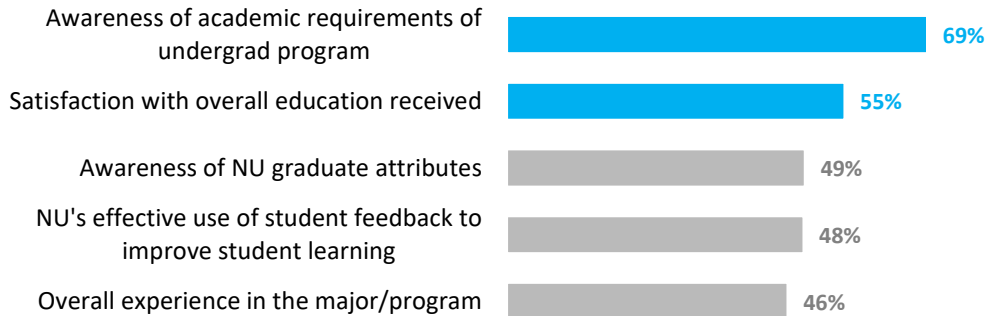 Awareness of academic requirements of
undergrad program
69%
Satisfaction with overall education received
55%
Awareness of NU graduate attributes
49%
NU's effective use of student feedback to
improve student learning
48%
Overall experience in the major/program
46%